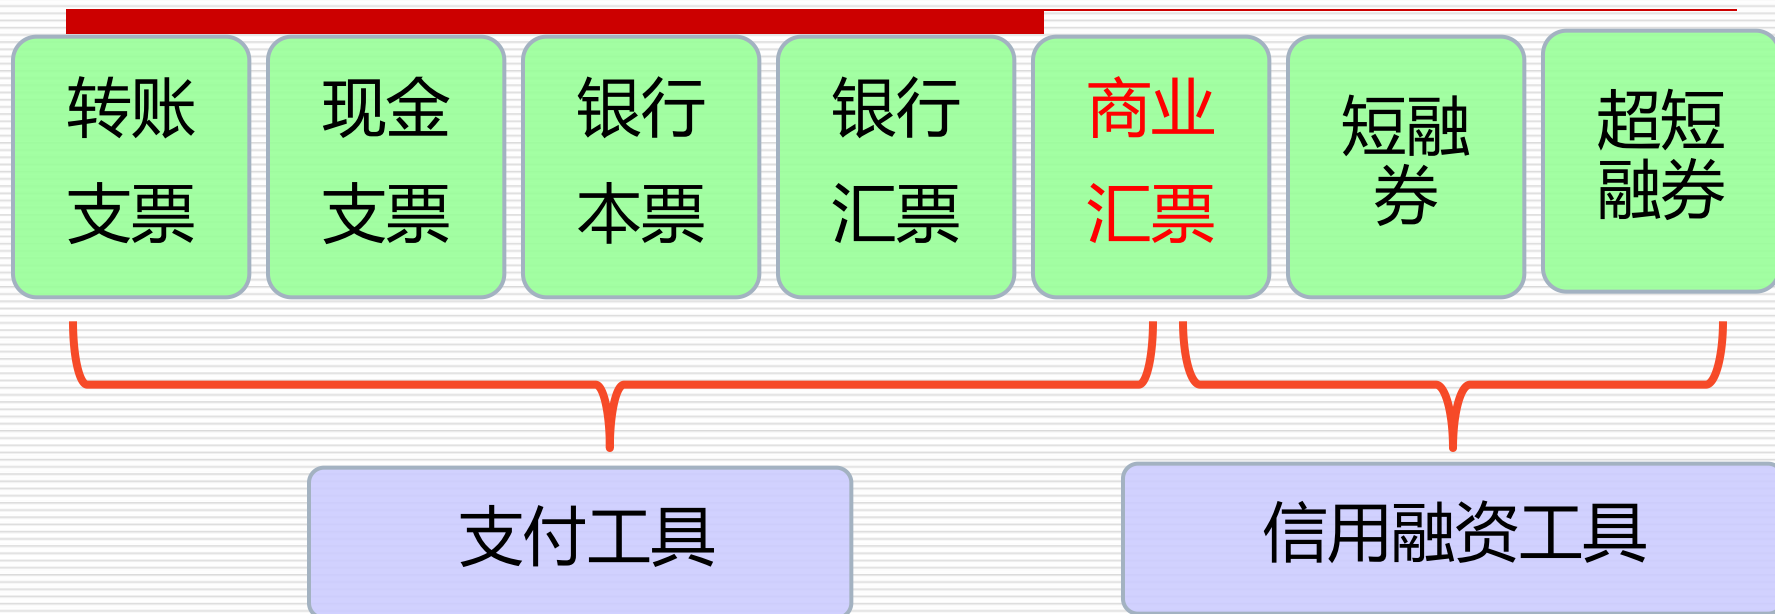 转账
支票
现金
支票
银行
本票
银行
汇票
商业
汇票
短融
券
超短
融券
支付工具
信用融资工具